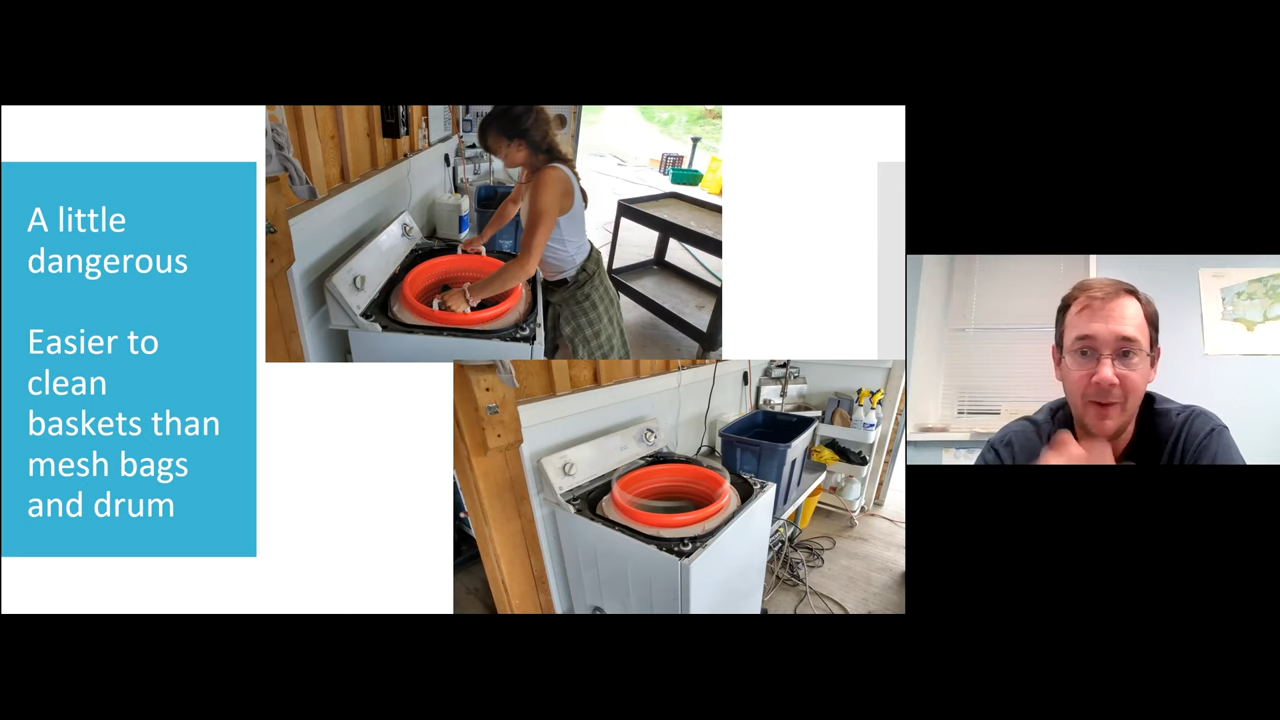 A little
dangerous
Easier to
clean
baskets than
mesh bags
and drum